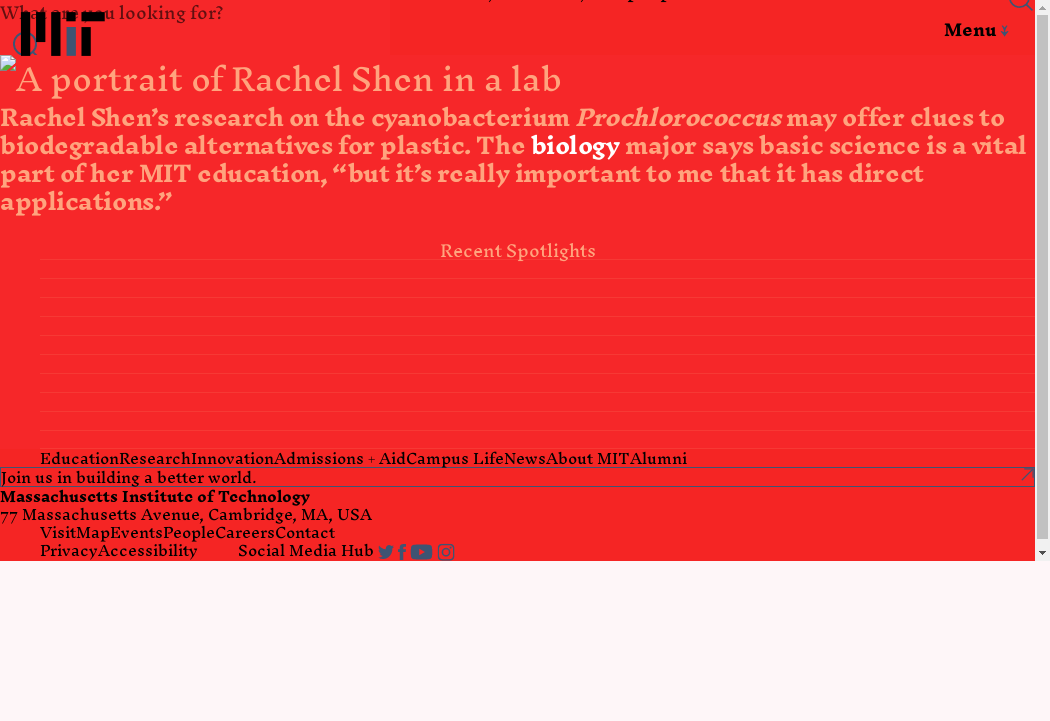 What are you looking for?
MIT
Menu
A portrait of Rachel Shen in a lab
Rachel Shen’s research on the cyanobacterium Prochlorococcus may offer clues to
biodegradable alternatives for plastic. The biology major says basic science is a vital
part of her MIT education, “but it’s really important to me that it has direct
applications.”
Recent Spotlights
EducationResearchInnovationAdmissions + AidCampus LifeNewsAbout MITAlumni
Join us in building a better world.
Massachusetts Institute of Technology
77 Massachusetts Avenue, Cambridge, MA, USA
VisitMapEventsPeopleCareersContact
PrivacyAccessibility Social Media Hub